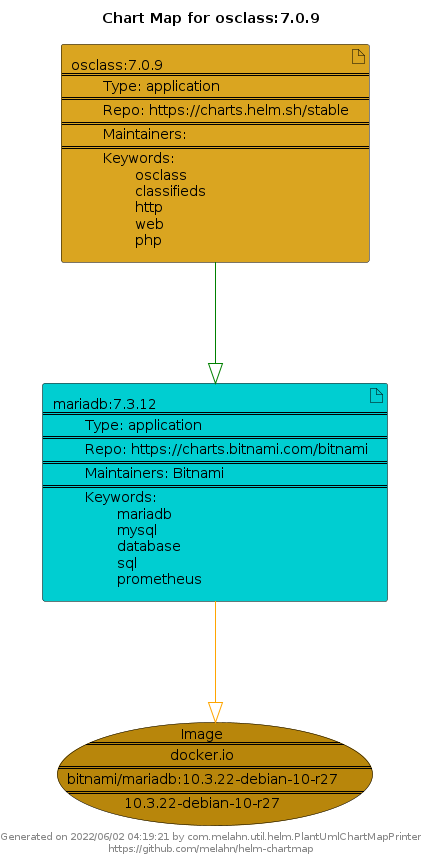 Chart Map for osclass:7.0.9
osclass:7.0.9
Type: application
Repo: https://charts.helm.sh/stable
Maintainers:
Keywords:
osclass
classifieds
http
web
php
mariadb:7.3.12
Type: application
Repo: https://charts.bitnami.com/bitnami
Maintainers: Bitnami
Keywords:
mariadb
mysql
database
sql
prometheus
Image
docker.io
bitnami/mariadb:10.3.22-debian-10-r27
10.3.22-debian-10-r27
Generated on 2022/06/02 04:19:21 by com.melahn.util.helm.PlantUmlChartMapPrinter
https://github.com/melahn/helm-chartmap